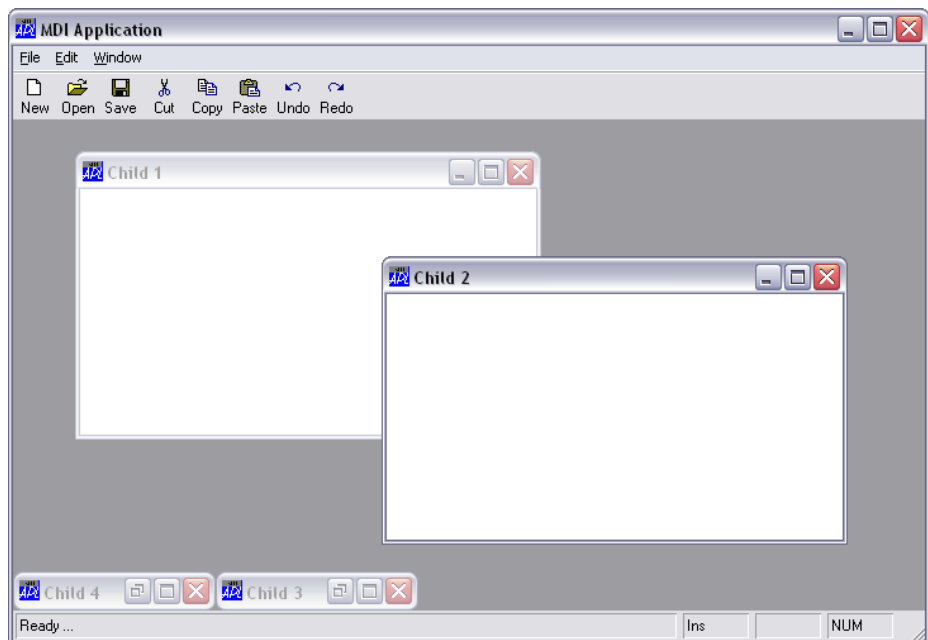 MDI Application
File Edit Window
New Open Save Cut Copy Paste Undo Redo
Child 1
Child 2
Child 4 Child 3
Ready ... Ins NUM